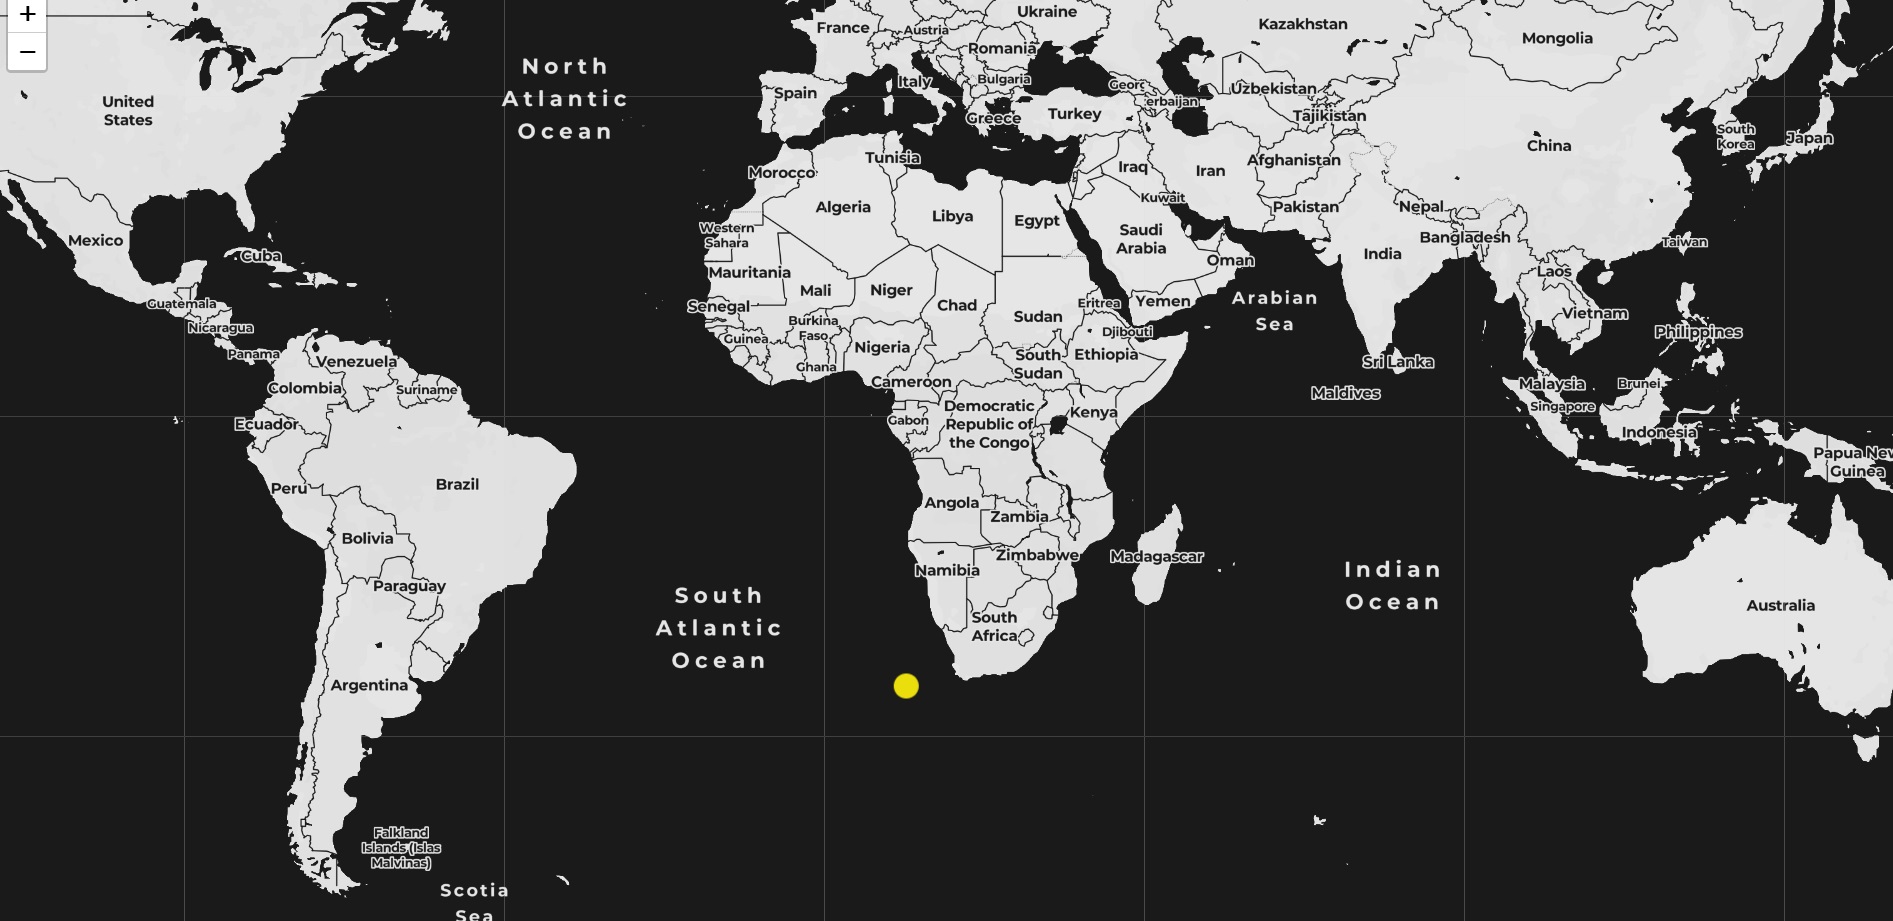 +
−
North
Atlantic
Ocean
France
Austria
Ukraine
Kazakhstan
Mongolia
Romania
Italy
Bulgaria
United
States
Spain
Greece
Turkey
Georg
erbaijan
Uzbekistan
Tajikistan
South
Korea
Japan
China
Tunisia
Morocco
Iraq
Iran
Afghanistan
Algeria
Libya
Egypt
Kuwait
Pakistan
Nepal
Mexico
Cuba
Western
Sahara
Saudi
Arabia
India
Bangladesh
Taiwan
Oman
Laos
Mauritania
Mali
Niger
Chad
Guatemala
Senegal
Eritrea
Yemen
Arabian
Sea
Nicaragua
Burkina
Faso
Sudan
Djibouti
Vietnam
Philippines
Guinea
Nigeria
Panama
Venezuela
South
Sudan
Ethiopia
Sri Lanka
Ghana
Colombia
Suriname
Cameroon
Maldives
Malaysia
Brunei
Singapore
Ecuador
Gabon
Democratic
Republic of
the Congo
Kenya
Indonesia
Papua New
Guinea
Peru
Brazil
Angola
Zambia
Bolivia
Zimbabwe
Madagascar
Namibia
Indian
Ocean
Paraguay
South
Atlantic
Ocean
South
Africa
Australia
Argentina
Falkland
Islands (Islas
Malvinas)
Scotia
Sea